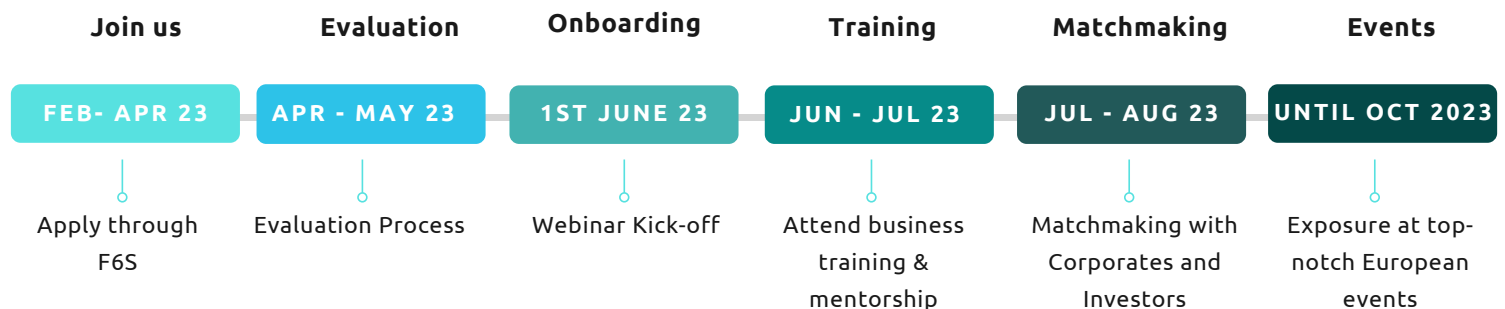 Join us
Evaluation
Onboarding
Training
Matchmaking
Events
FEB- APR 23
APR - MAY 23
1ST JUNE 23
JUN - JUL 23
JUL - AUG 23
UNTIL OCT 2023
Apply through
F6S
Evaluation Process
Webinar Kick-off
Attend business
training &
mentorship
Matchmaking with
Corporates and
Investors
Exposure at top-
notch European
events